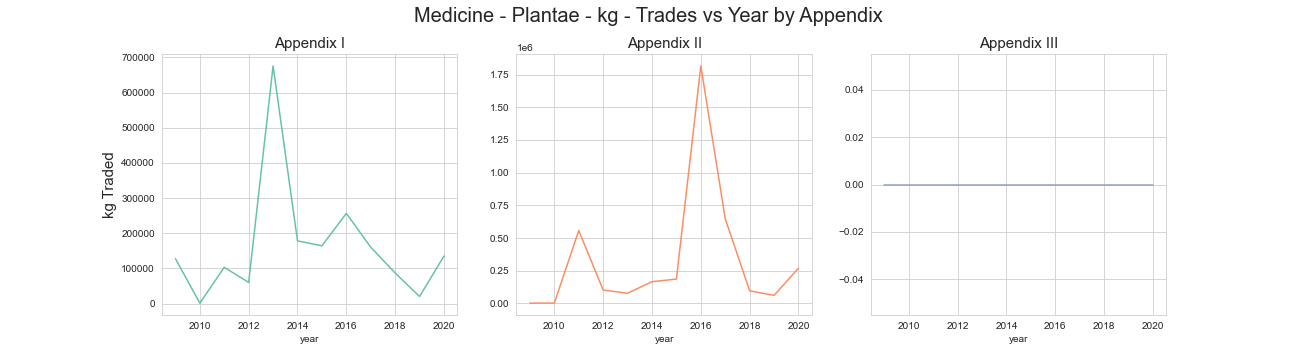 Medicine - Plantae - kg - Trades vs Year by Appendix
Appendix I
kg Traded
700000
600000
500000
400000
300000
200000
100000
0
2010 2012 2014 2016 2018 2020
year
Appendix II
1e6
1.75
1.50
1.25
1.00
0.75
0.50
0.25
0.00
2010 2012 2014 2016 2018 2020
year
Appendix III
0.04
0.02
0.00
−0.02
−0.04
2010 2012 2014 2016 2018 2020
year